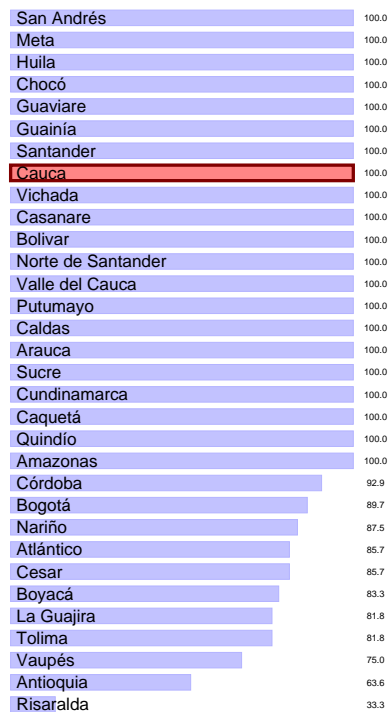 San Andrés 100.0
Meta 100.0
Huila 100.0
Chocó 100.0
Guaviare 100.0
Guainía 100.0
Santander 100.0
Cauca 100.0
Vichada 100.0
Casanare 100.0
Bolivar 100.0
Norte de Santander 100.0
Valle del Cauca 100.0
Putumayo 100.0
Caldas 100.0
Arauca 100.0
Sucre 100.0
Cundinamarca 100.0
Caquetá 100.0
Quindío 100.0
Amazonas 100.0
Córdoba 92.9
Bogotá 89.7
Nariño 87.5
Atlántico 85.7
Cesar 85.7
Boyacá 83.3
La Guajira 81.8
Tolima 81.8
Vaupés 75.0
Antioquia 63.6
Risaralda 33.3